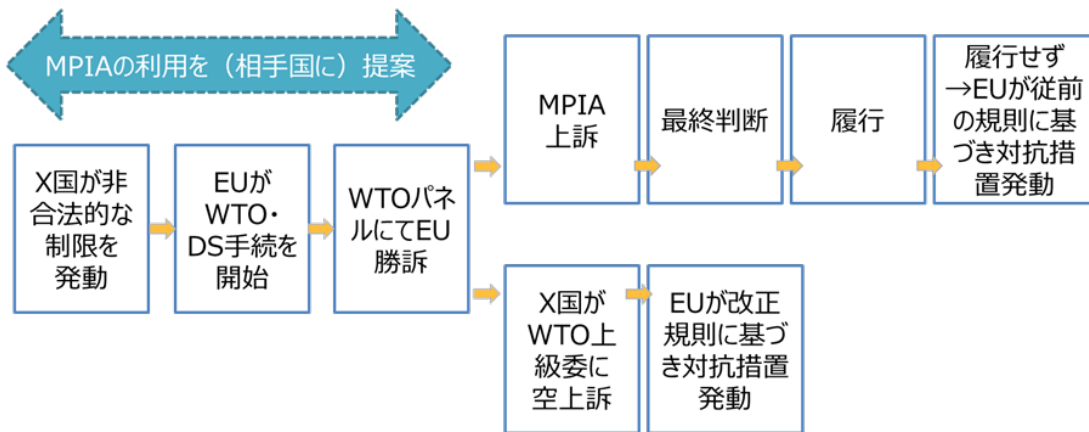 MPIAの利用を（相手国に）提案
X国が非
合法的な
制限を
発動
EUが
WTO・
DS手続を
開始
WTOパネ
ルにてEU
勝訴
MPIA
上訴
最終判断
履行
履行せず
→EUが従前
の規則に基
づき対抗措
置発動
X国が
WTO上
級委に
空上訴
EUが改正
規則に基づ
き対抗措置
発動